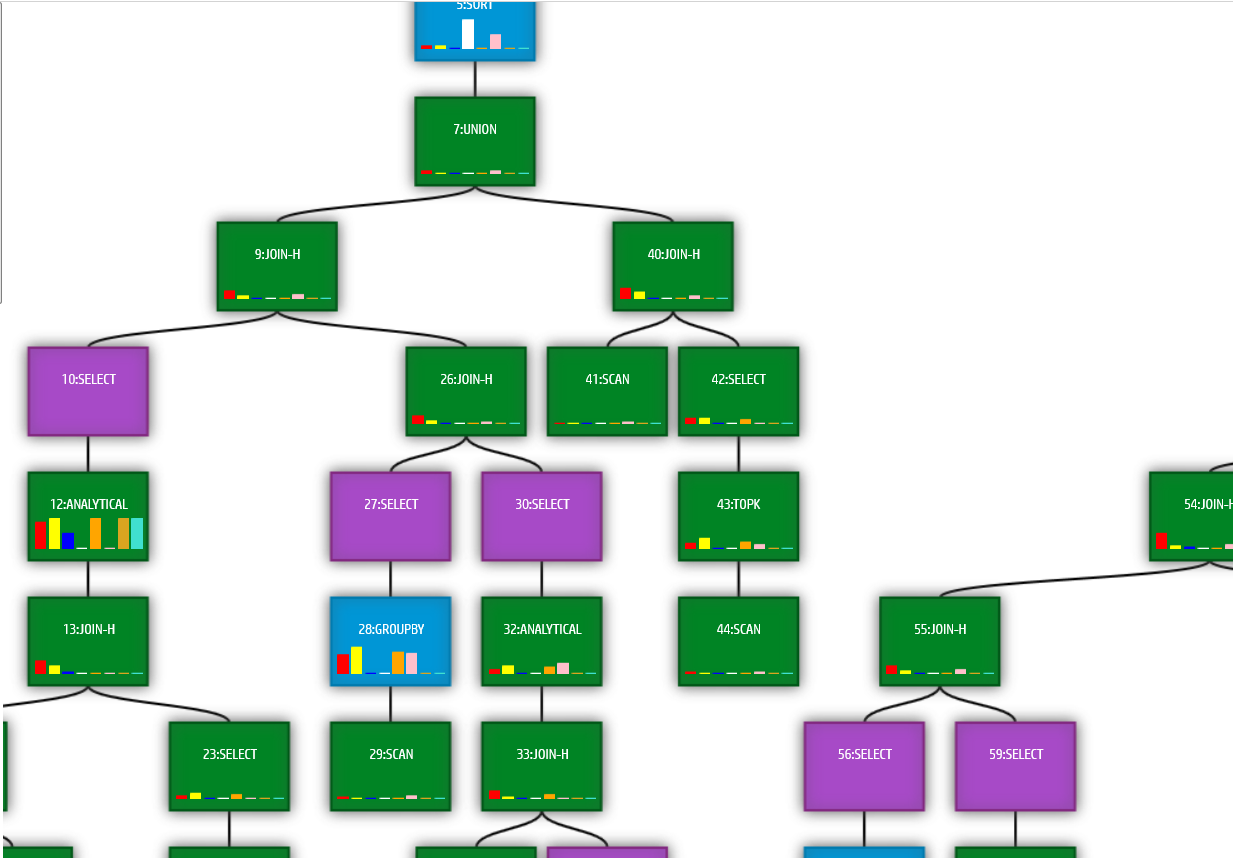 5:SORT
7:UNION
9:JOIN-H
40:JOIN-H
10:SELECT
26:JOIN-H
41:SCAN
42:SELECT
12:ANALYTICAL
27:SELECT
30:SELECT
43:TOPK
54:JOIN-H
13:JOIN-H
28:GROUPBY
32:ANALYTICAL
44:SCAN
55:JOIN-H
23:SELECT
29:SCAN
33:JOIN-H
56:SELECT
59:SELECT